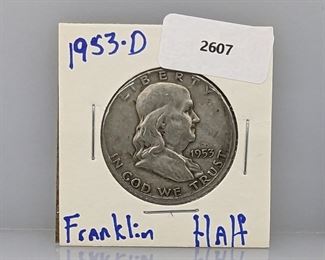 1953-D
2607
LIBERTY
1953
IN GOD WE TRUST
Franklin Half